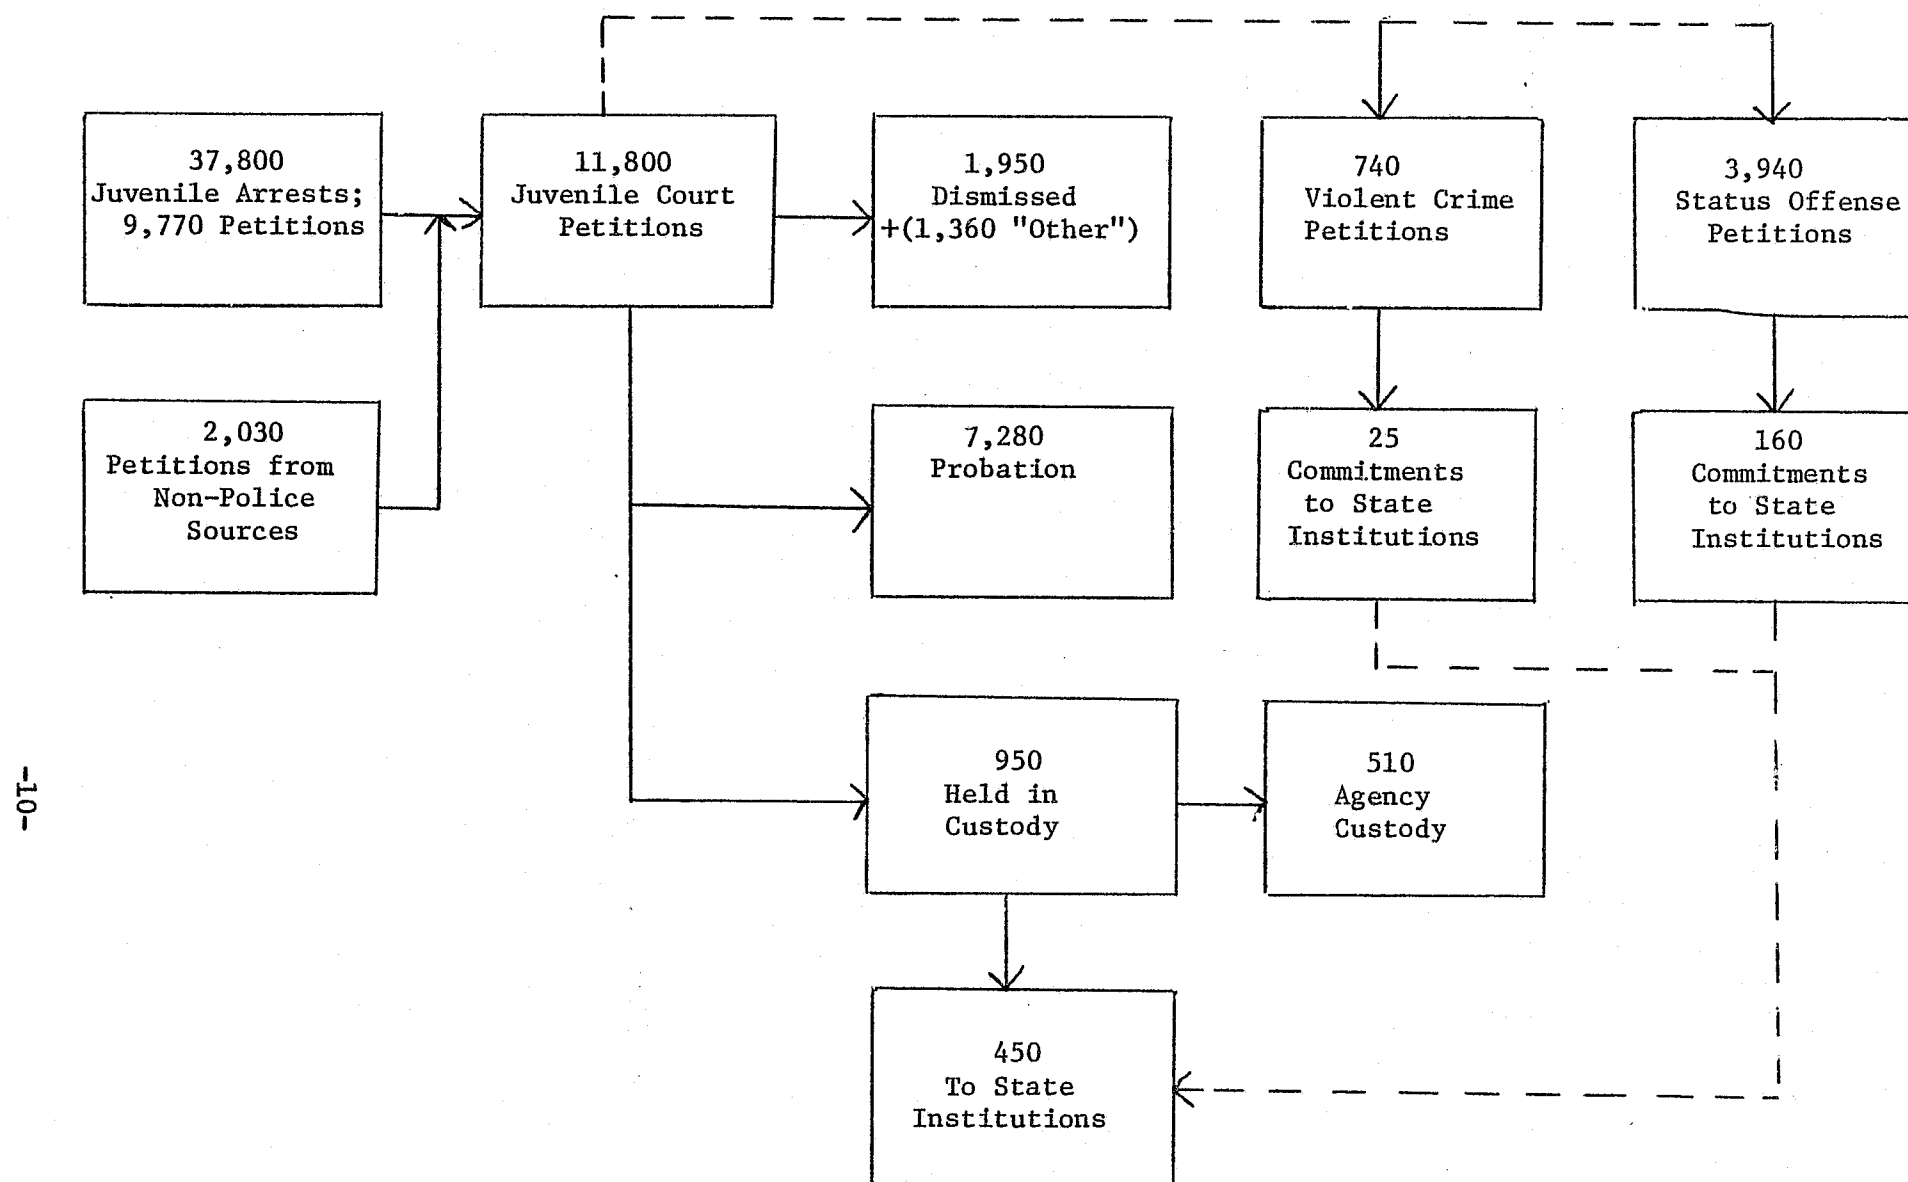 37,800
Juvenile Arrests;
9,770 Petitions
11,800
Juvenile Court
Petitions
1,950
Dismissed
+(1,360 "Other")
740
Violent Crime
Petitions
3,940
Status Offense
Petitions
2,030
Petitions from
Non-Police
Sources
7,280
Probation
25
Commitments
to State
Institutions
160
Commitments
to State
Institutions
950
Held in
Custody
510
Agency
Custody
450
To State
Institutions
-10-